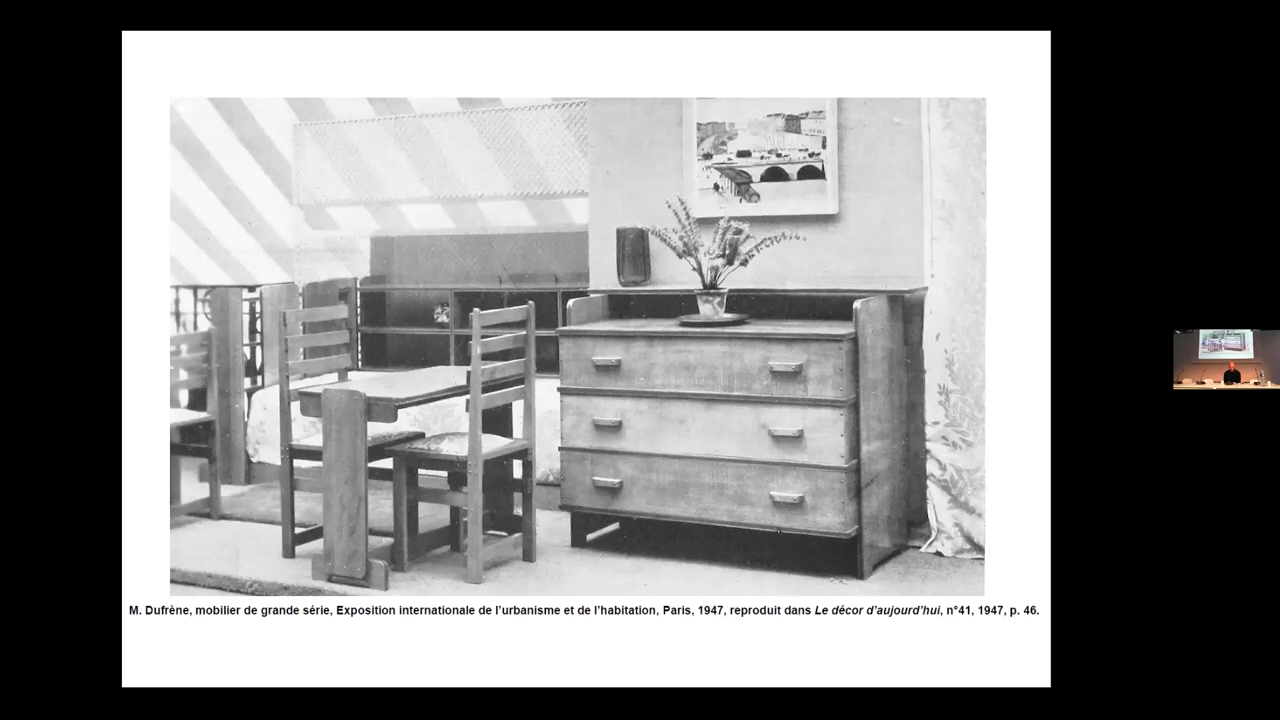 M. Dufrène, mobilier de grande série, Exposition internationale de l'urbanisme et de l'habitation, Paris, 1947, reproduit dans Le décor d'aujourd'hui, n°41, 1947, p. 46.